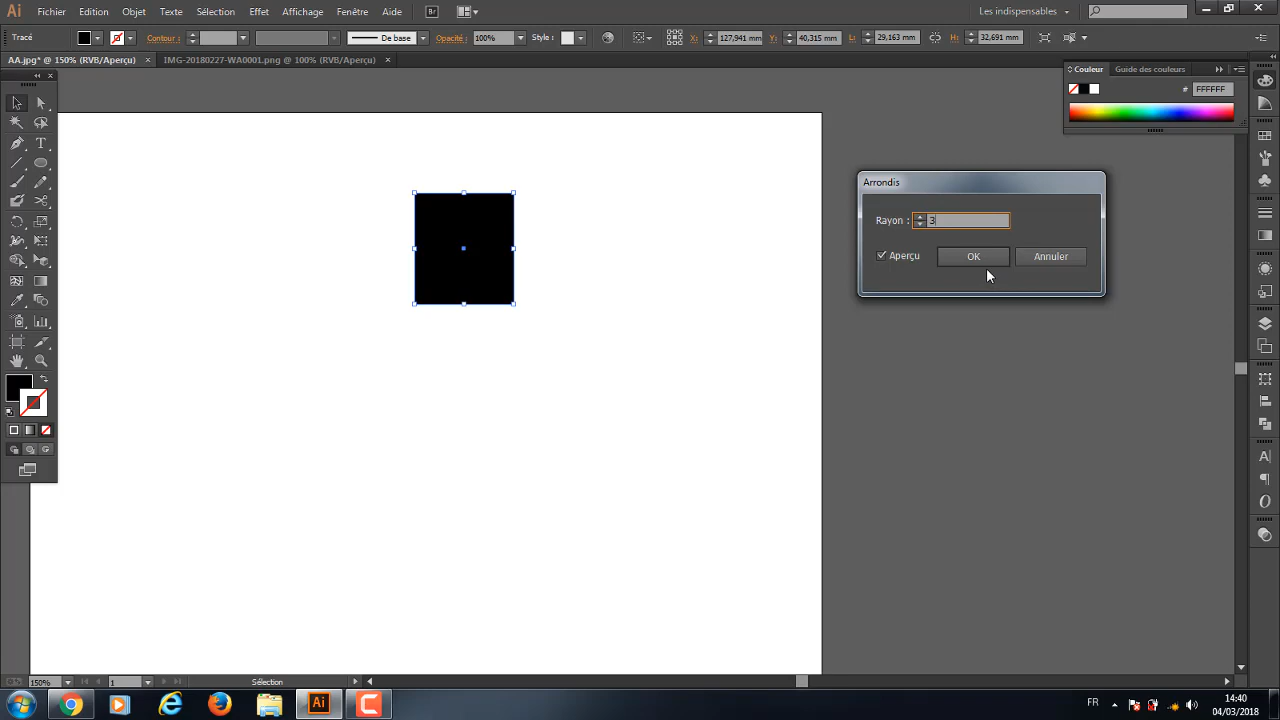 Ai Fichier Edition Objet Texte Sélection Effet Affichage Fenêtre Aide Br Les indispensables
Tracé Contour : De base Opacité : 100% Style : X: 127,941 mm Y: 40,315 mm L: 29,163 mm H: 32,691 mm
AA.jpg* @ 150% (RVB/Aperçu) × IMG-20180227-WA0001.png @ 100% (RVB/Aperçu) ×
Couleur Guide des couleurs
# FFFFFF
Arrondis
Rayon : 3
Aperçu OK Annuler
150% 1 Sélection
Ai FR 14:40
04/03/2018